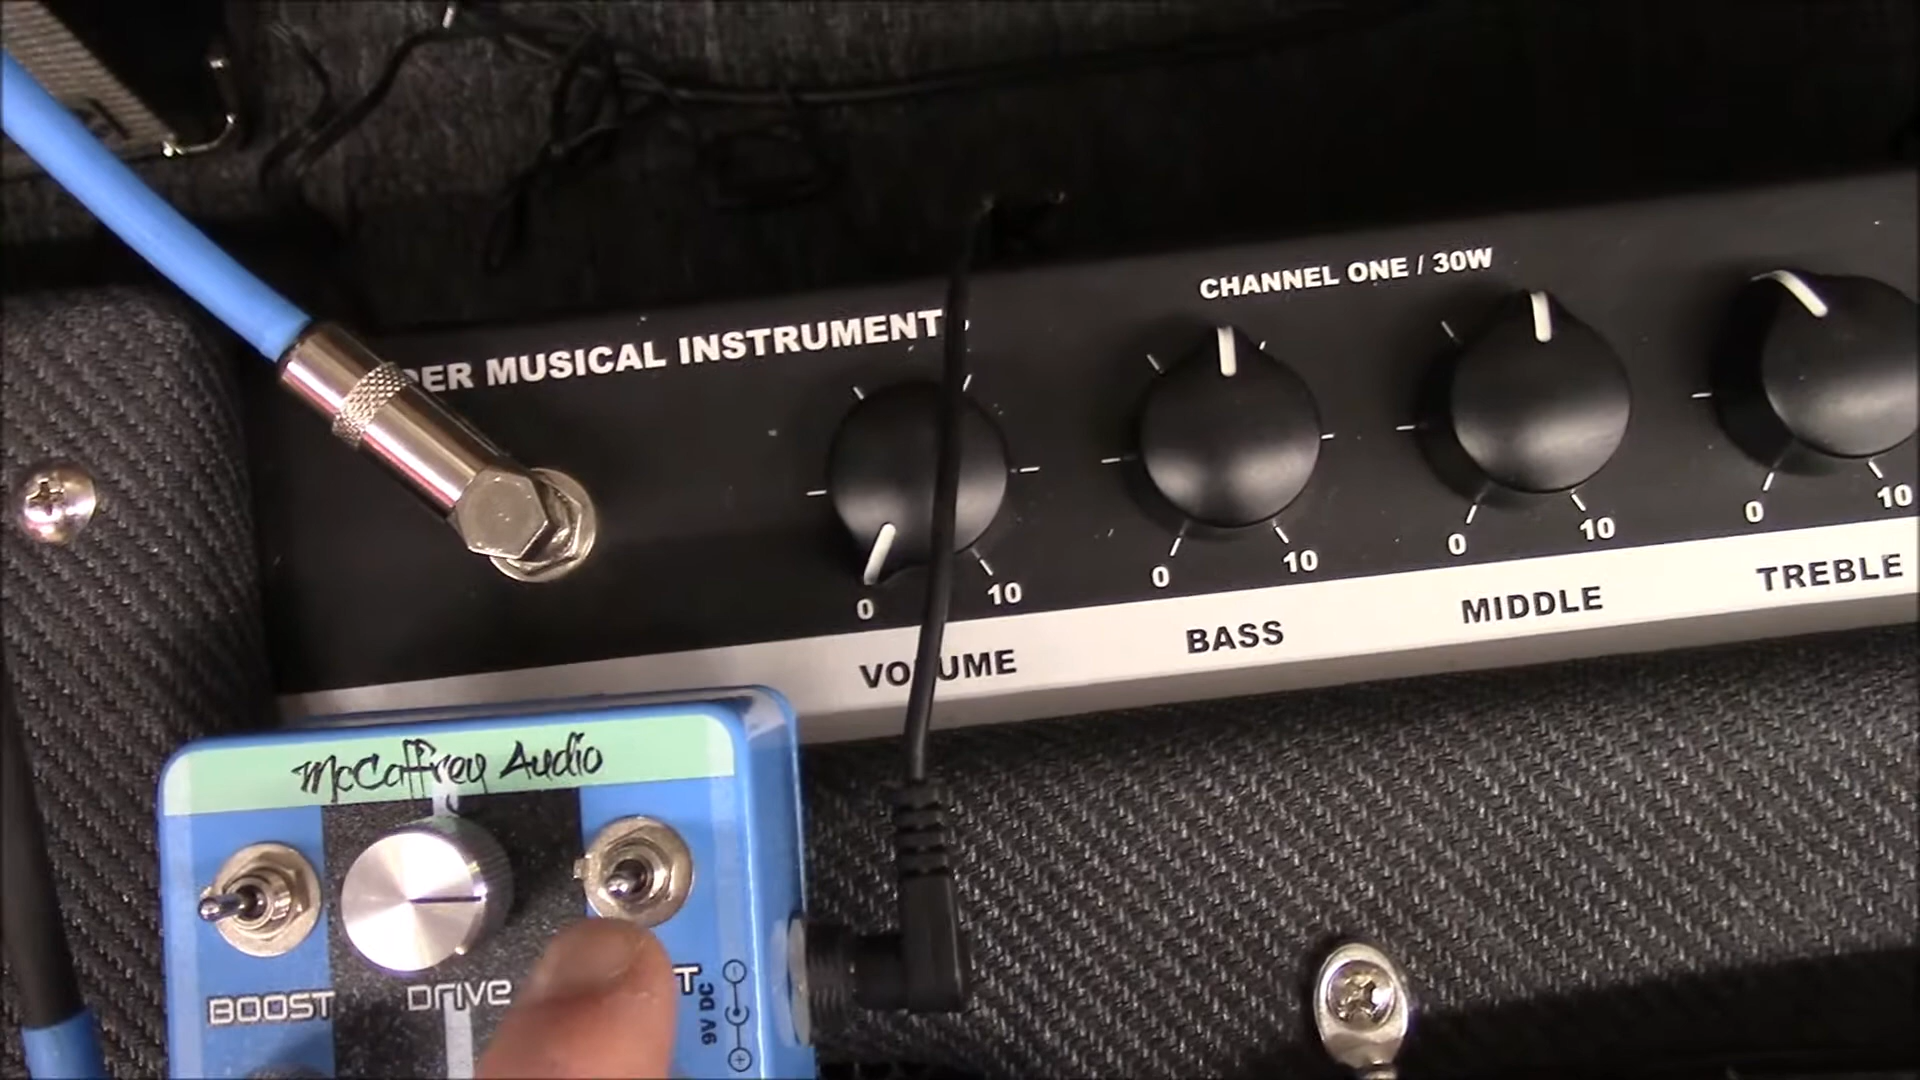 CHANNEL ONE / 30W
DER MUSICAL INSTRUMENT
0 10 0 10 0 10 0 10
VOLUME BASS MIDDLE TREBLE
McCaffrey Audio
BOOST DRIVE T
9V DC